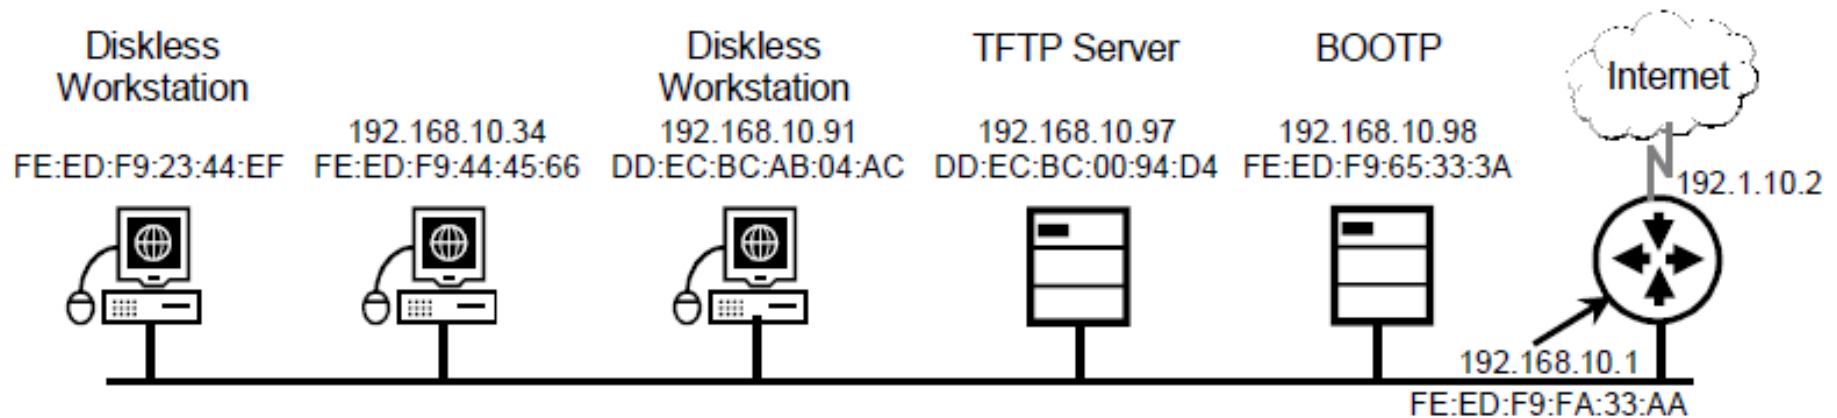 Diskless
Workstation
FE:ED:F9:23:44:EF
192.168.10.34
FE:ED:F9:44:45:66
Diskless
Workstation
192.168.10.91
DD:EC:BC:AB:04:AC
TFTP Server
192.168.10.97
DD:EC:BC:00:94:D4
BOOTP
192.168.10.98
FE:ED:F9:65:33:3A
Internet
192.1.10.2
192.168.10.1
FE:ED:F9:FA:33:AA